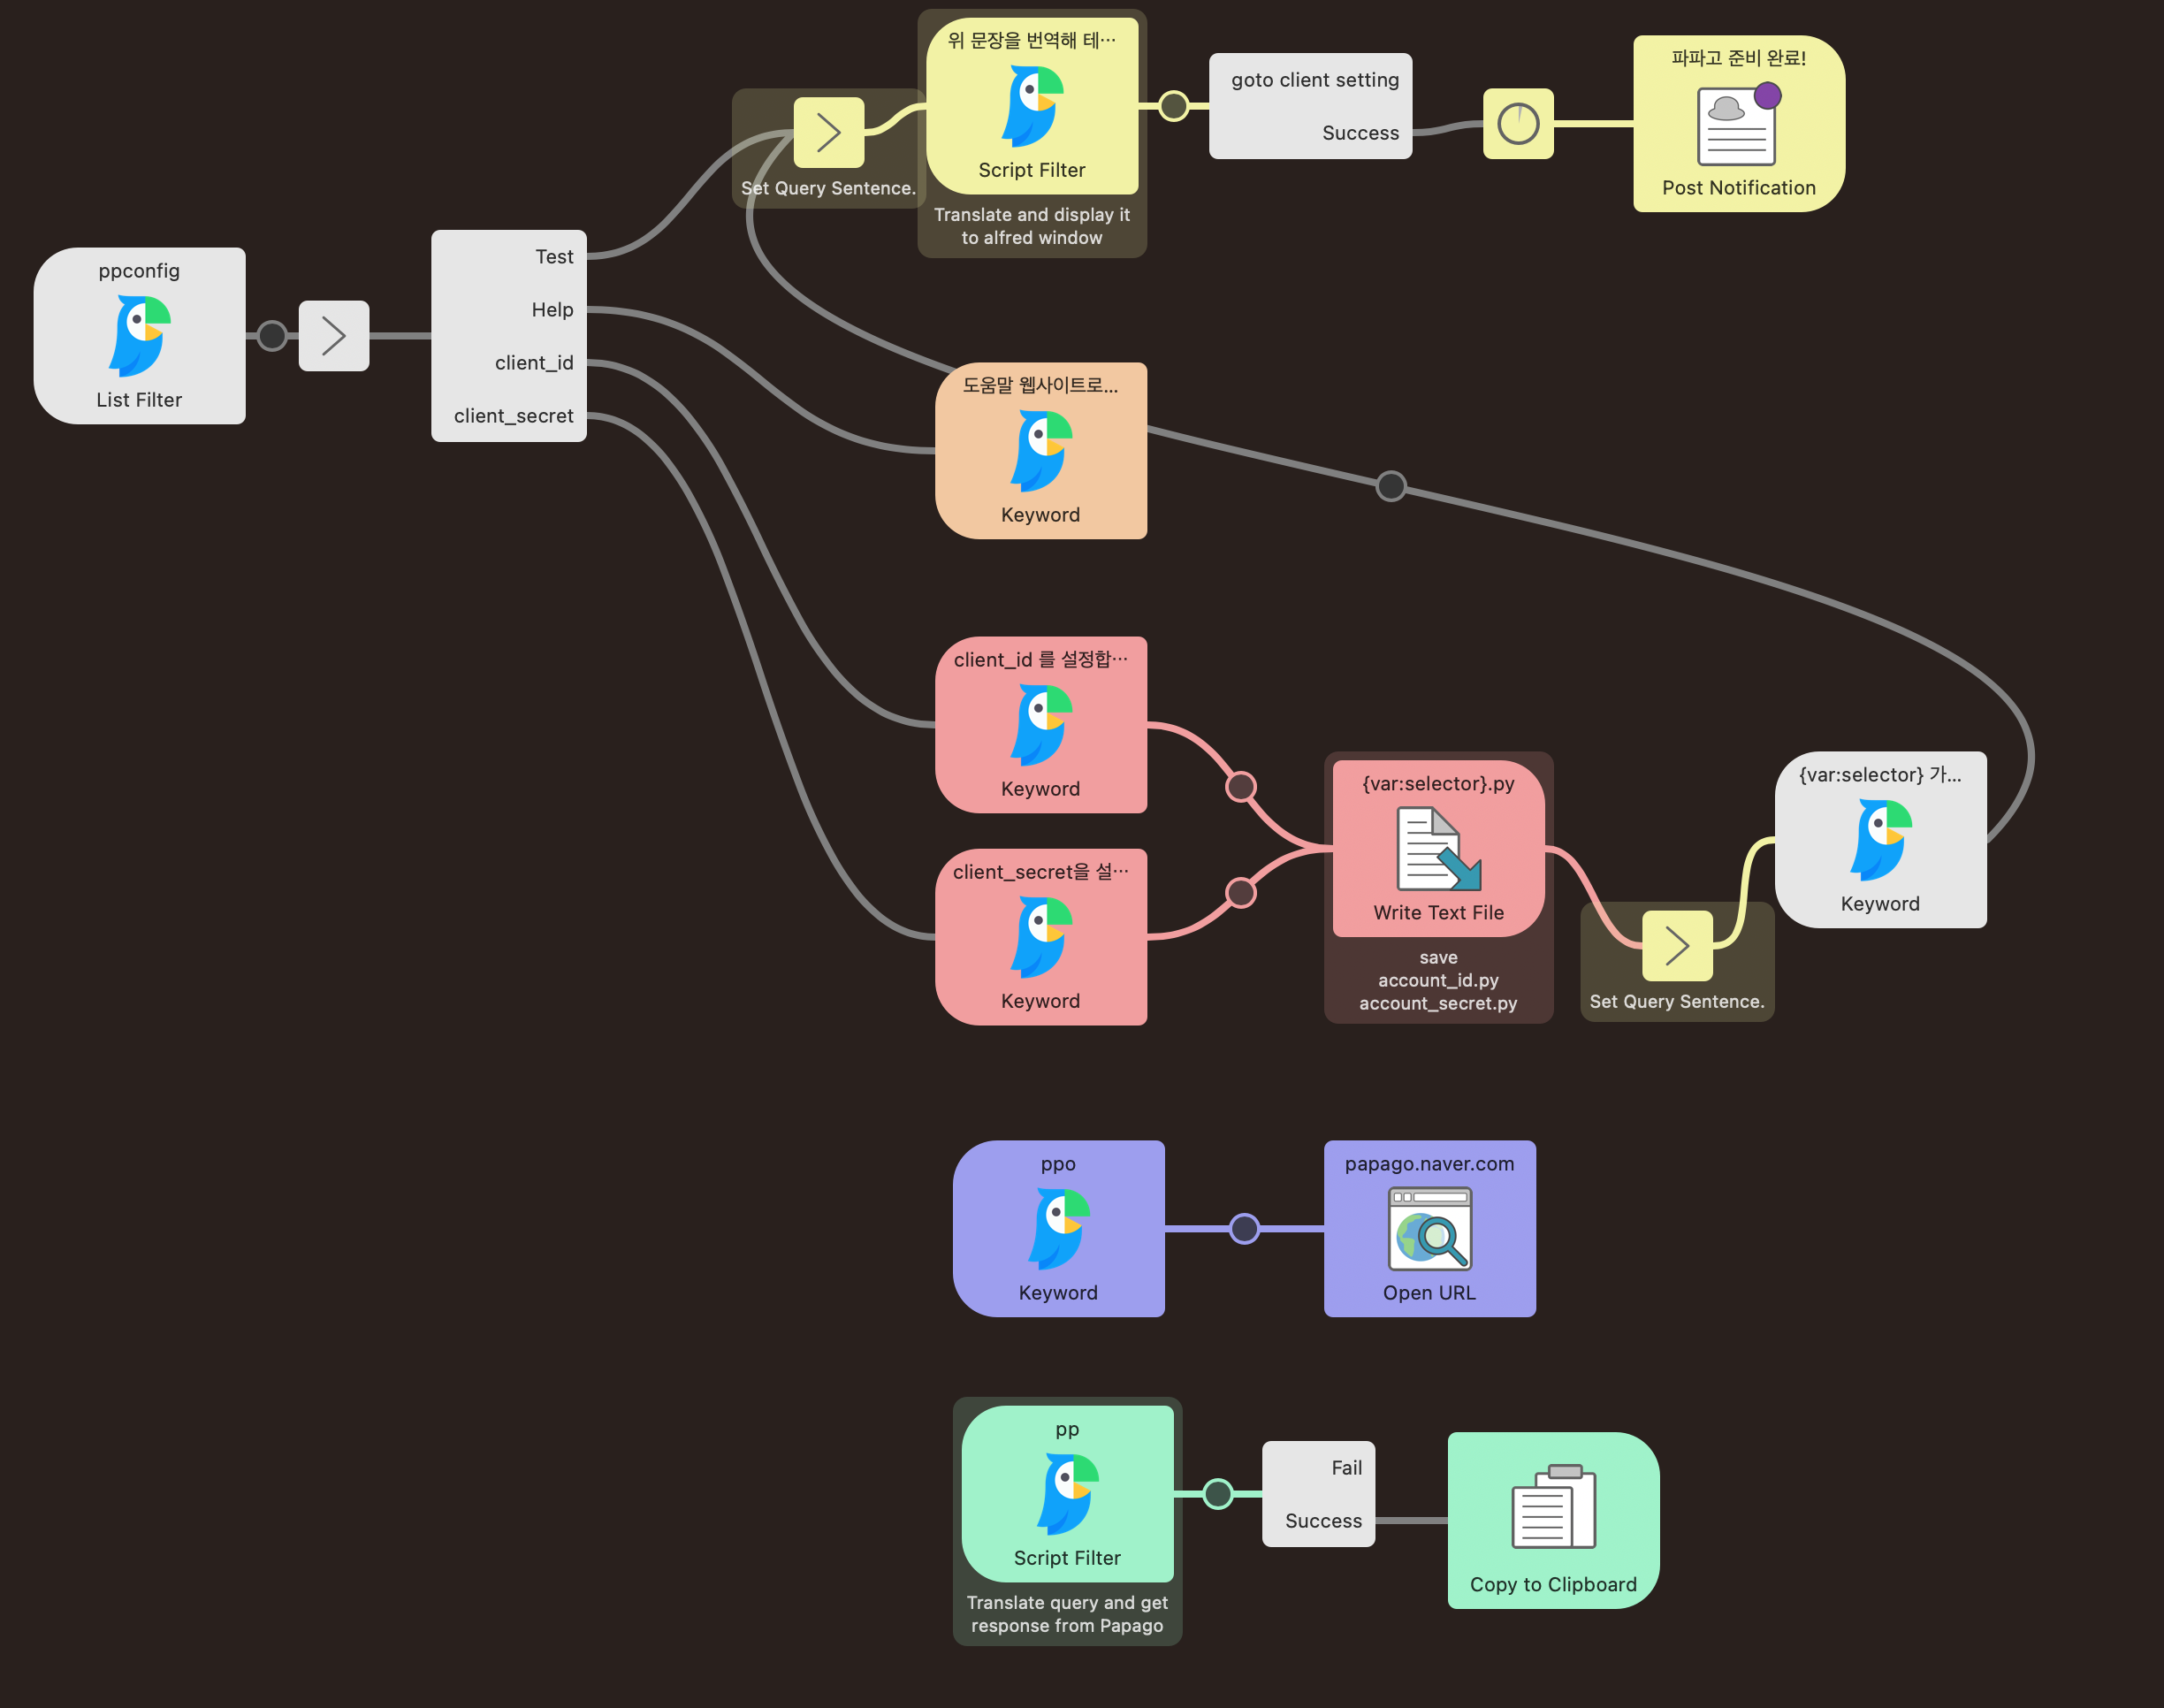 위 문장을 번역해 테…
Script Filter
Translate and display it
to alfred window
Set Query Sentence.
goto client setting
Success
파파고 준비 완료!
Post Notification
ppconfig
List Filter
Test
Help
client_id
client_secret
도움말 웹사이트로...
Keyword
client_id 를 설정합…
Keyword
client_secret을 설…
Keyword
{var:selector}.py
Write Text File
save
account_id.py
account_secret.py
Set Query Sentence.
{var:selector} 가...
Keyword
ppo
Keyword
papago.naver.com
Open URL
pp
Script Filter
Translate query and get
response from Papago
Fail
Success
Copy to Clipboard